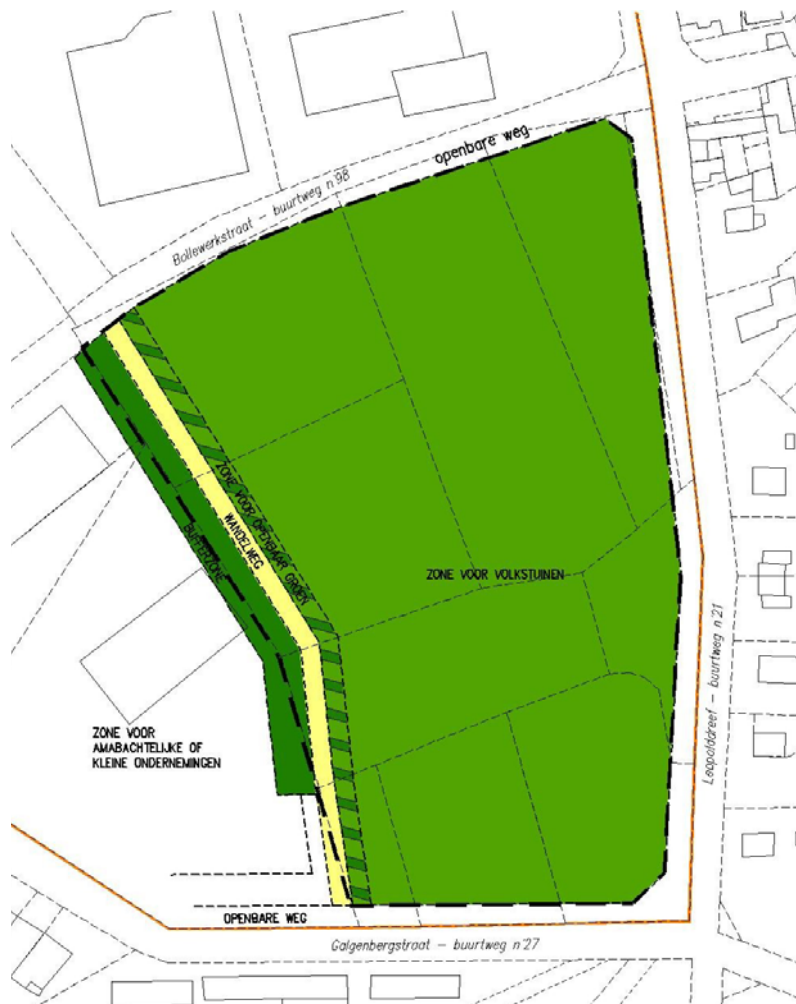 openbare weg
Bollewerkstraat - buurtweg n°98
ZONE VOOR OPENBAAR GROEN
WANDELWEG
BUFFERZONE
ZONE VOOR VOLKSTUINEN
Leopolddreef - buurtweg n°21
ZONE VOOR
AMABACHTELIJKE OF
KLEINE ONDERNEMINGEN
OPENBARE WEG
Galgenbergstraat - buurtweg n°27